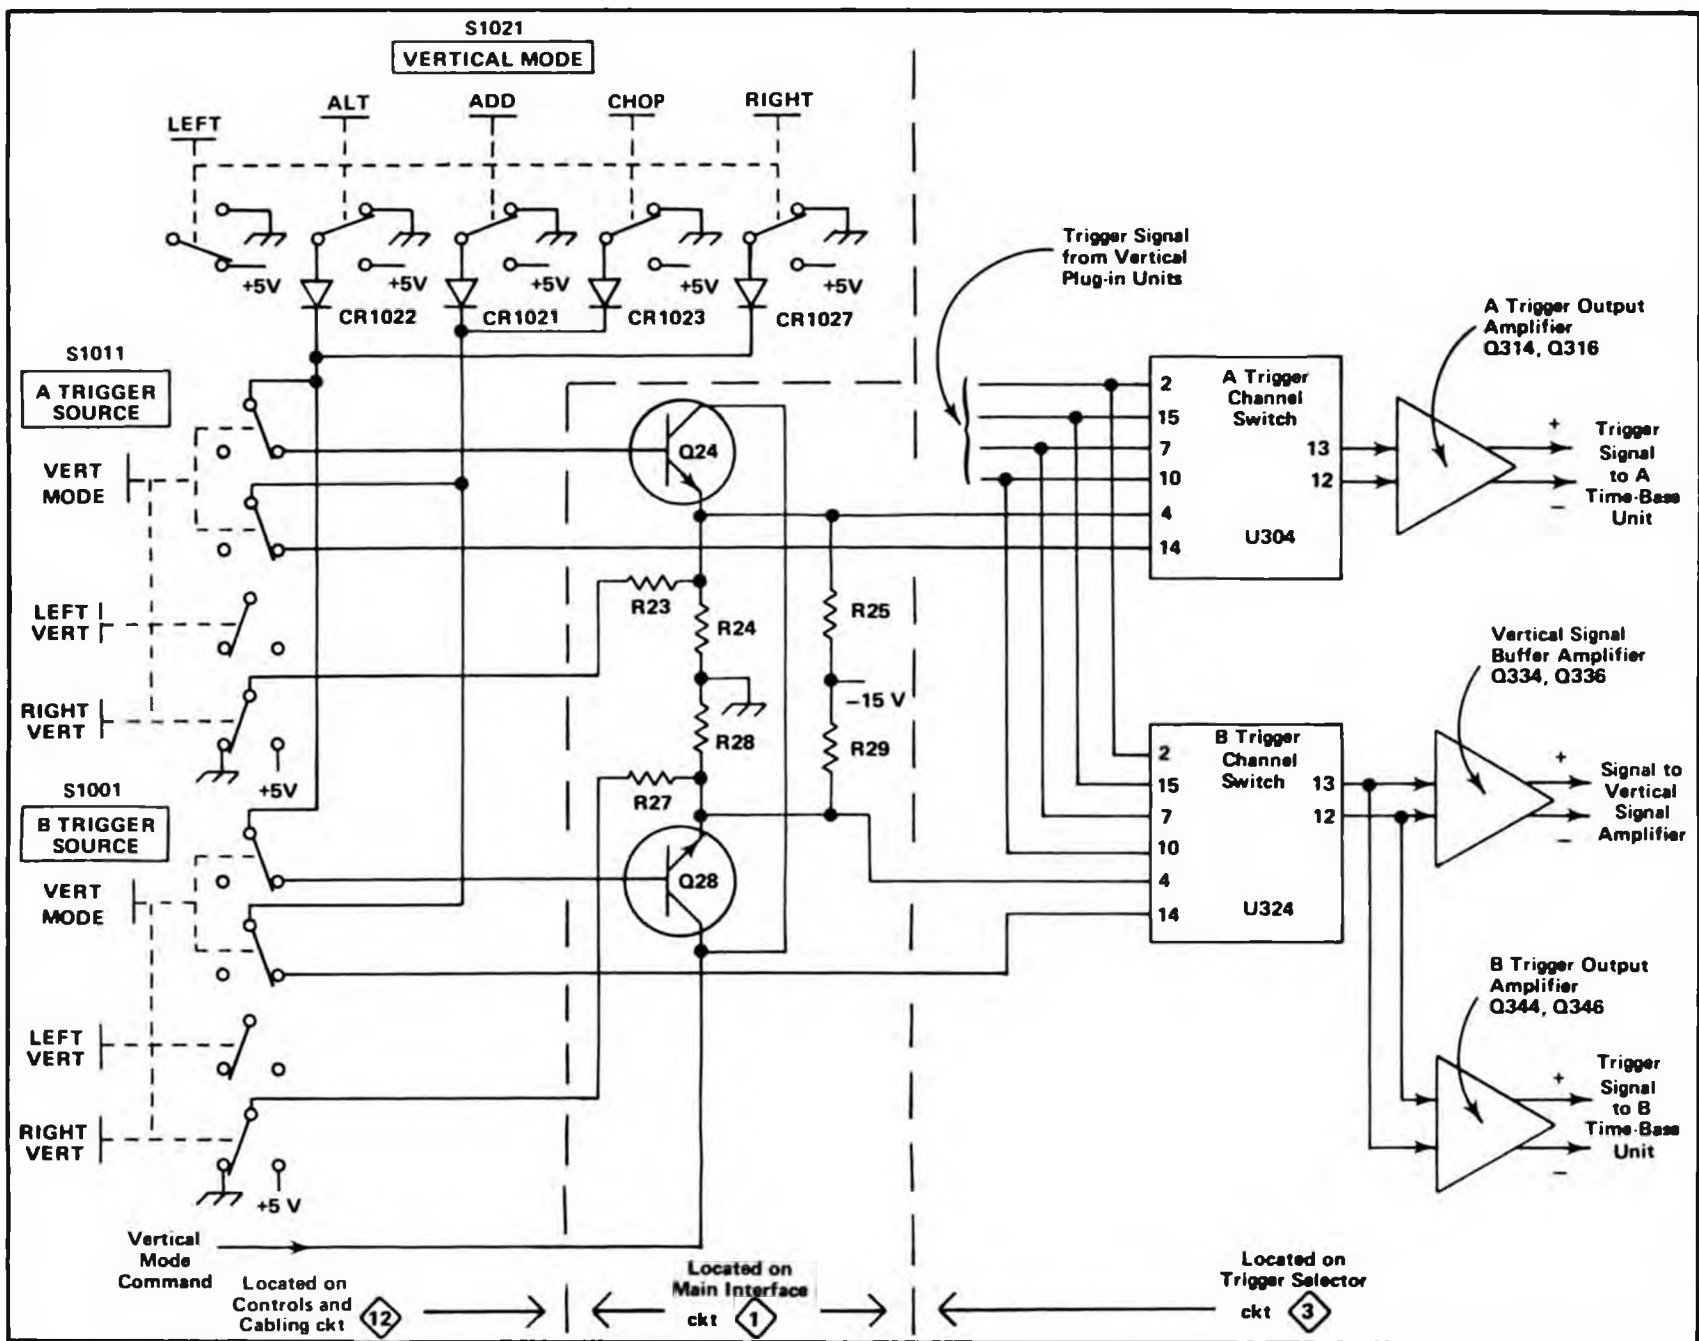 S1021
VERTICAL MODE
LEFT
ALT
ADD
CHOP
RIGHT
+5V
+5V
+5V
+5V
+5V
CR1022
CR1021
CR1023
CR1027
S1011
A TRIGGER
SOURCE
VERT
MODE
LEFT
VERT
RIGHT
VERT
+5V
S1001
B TRIGGER
SOURCE
VERT
MODE
LEFT
VERT
RIGHT
VERT
+5 V
Vertical
Mode
Command
Located on
Controls and
Cabling ckt
12
Q24
R23
R24
R25
-15 V
R28
R29
R27
Q28
Located on
Main Interface
ckt
1
Trigger Signal
from Vertical
Plug-in Units
2
15
7
10
4
14
A Trigger
Channel
Switch
13
12
U304
A Trigger Output
Amplifier
Q314, Q316
+
Trigger
Signal
to A
Time-Base
Unit
−
2
15
7
10
4
14
B Trigger
Channel
Switch
13
12
U324
Vertical Signal
Buffer Amplifier
Q334, Q336
+
Signal to
Vertical
Signal
Amplifier
−
B Trigger Output
Amplifier
Q344, Q346
+
Trigger
Signal
to B
Time-Base
Unit
−
Located on
Trigger Selector
ckt
3